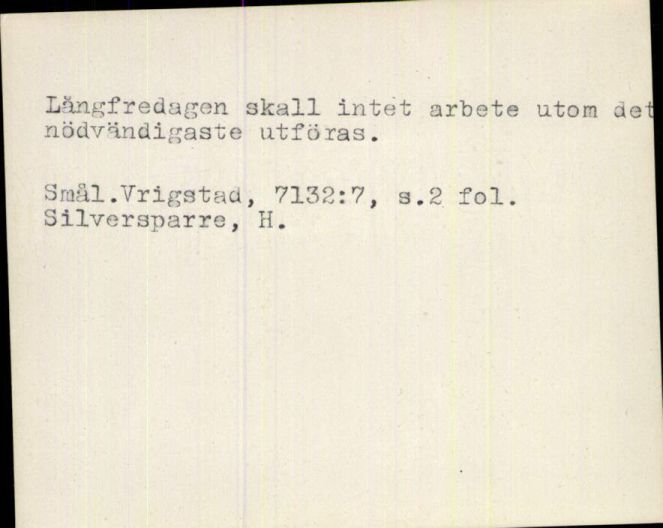 Långfredagen skall intet arbete utom det
nödvändigaste utföras.
Smål.Vrigstad, 7132:7, s.2 fol.
Silversparre, H.